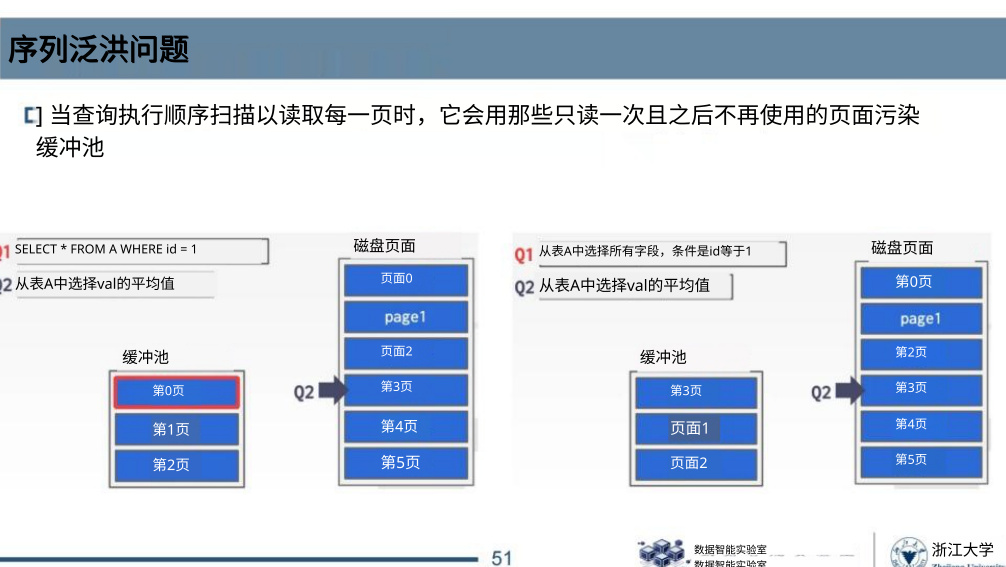 序列泛洪问题
] 当查询执行顺序扫描以读取每一页时，它会用那些只读一次且之后不再使用的页面污染
缓冲池
Q1 SELECT * FROM A WHERE id = 1
Q2 从表A中选择val的平均值
磁盘页面
页面0
page1
页面2
第3页
第4页
第5页
缓冲池
第0页
第1页
第2页
Q2
Q1 从表A中选择所有字段，条件是id等于1
Q2 从表A中选择val的平均值
磁盘页面
第0页
page1
第2页
第3页
第4页
第5页
缓冲池
第3页
页面1
页面2
Q2
51
数据智能实验室
数据智能实验室
浙江大学